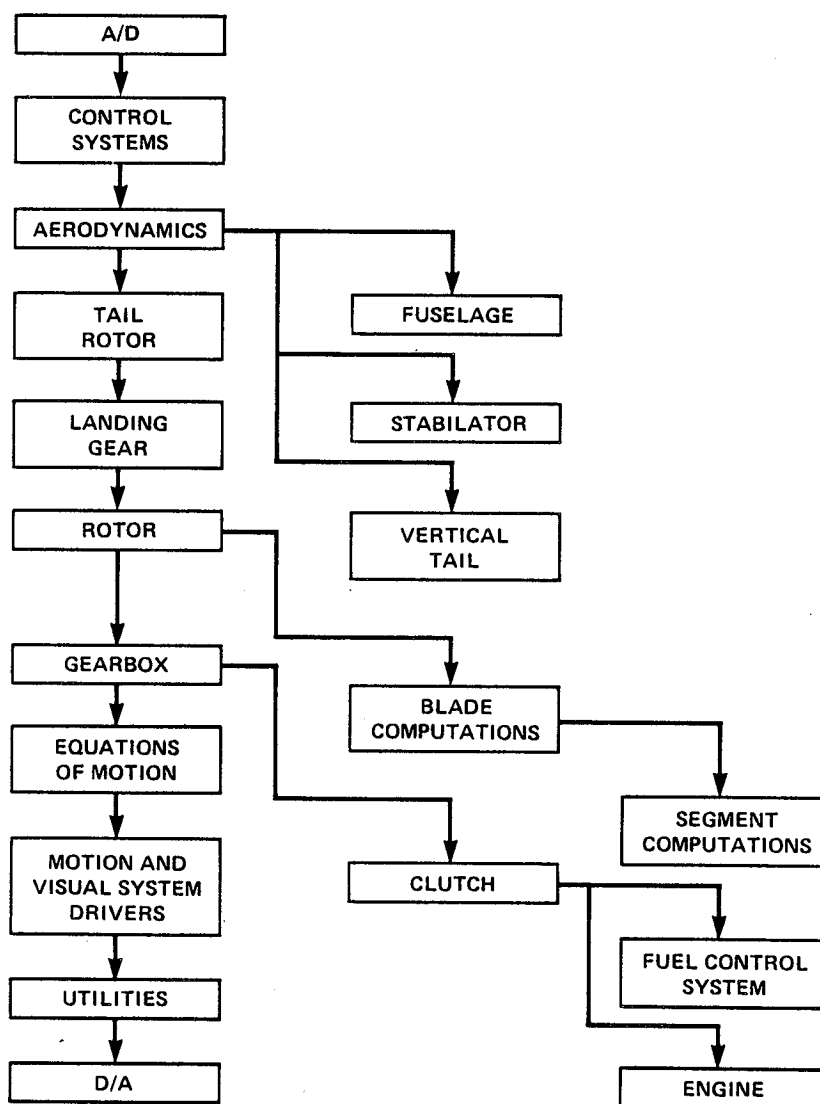 A/D
CONTROL
SYSTEMS
AERODYNAMICS
TAIL
ROTOR
FUSELAGE
LANDING
GEAR
STABILATOR
ROTOR
VERTICAL
TAIL
GEARBOX
BLADE
COMPUTATIONS
EQUATIONS
OF MOTION
SEGMENT
COMPUTATIONS
MOTION AND
VISUAL SYSTEM
DRIVERS
CLUTCH
FUEL CONTROL
SYSTEM
UTILITIES
D/A
ENGINE